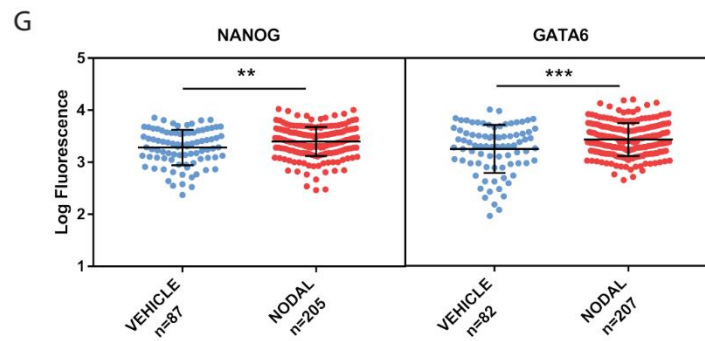 G
NANOG GATA6
** ***
Log Fluorescence
5
4
3
2
1
VEHICLE
n=87
NODAL
n=205
VEHICLE
n=82
NODAL
n=207